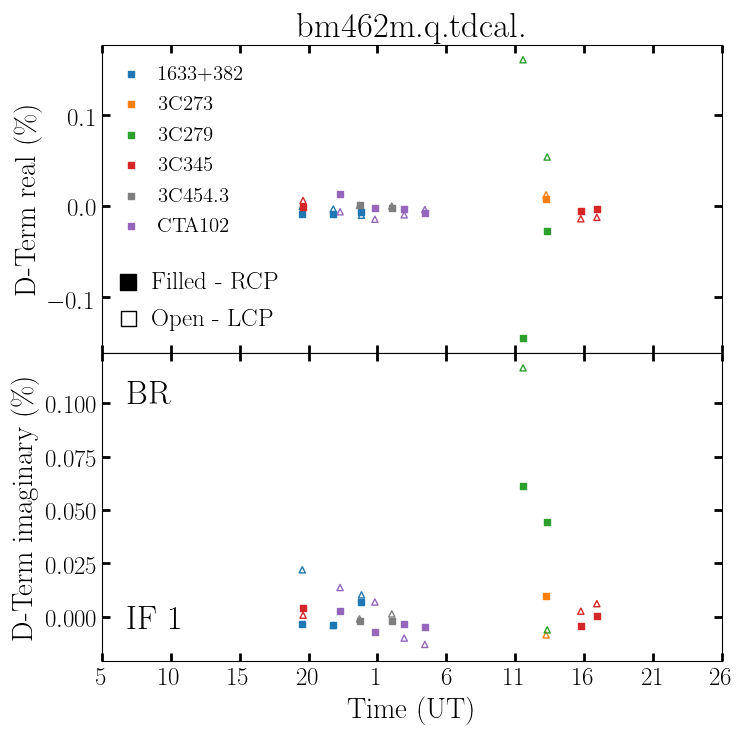 bm462m.q.tdcal.
D-Term real (%)
0.1
0.0
−0.1
1633+382
3C273
3C279
3C345
3C454.3
CTA102
Filled - RCP
Open - LCP
D-Term imaginary (%)
0.100
0.075
0.050
0.025
0.000
BR
IF 1
5 10 15 20 1 6 11 16 21 26
Time (UT)